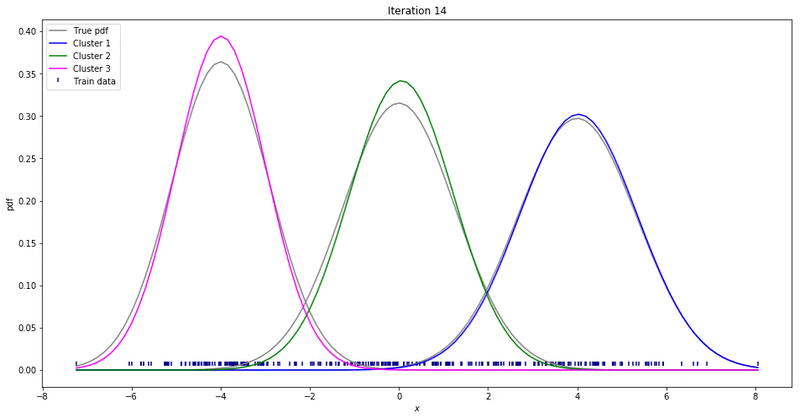 Iteration 14
True pdf
Cluster 1
Cluster 2
Cluster 3
Train data
pdf
0.40
0.35
0.30
0.25
0.20
0.15
0.10
0.05
0.00
−8 −6 −4 −2 0 2 4 6 8
x